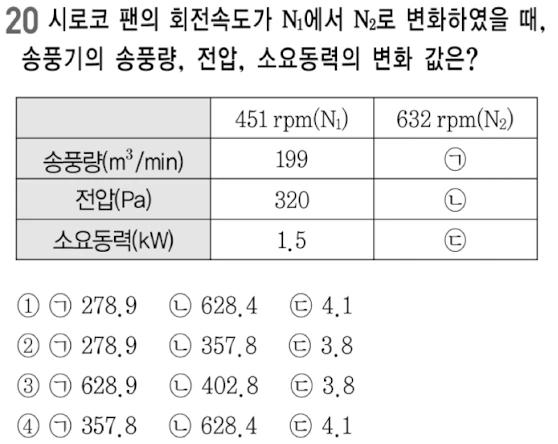 20 시로코 팬의 회전속도가 N₁에서 N₂로 변화하였을 때,
송풍기의 송풍량, 전압, 소요동력의 변화 값은?
451 rpm(N₁) 632 rpm(N₂)
송풍량(m³/min) 199 ㉠
전압(Pa) 320 ㉡
소요동력(kW) 1.5 ㉢
① ㉠ 278.9 ㉡ 628.4 ㉢ 4.1
② ㉠ 278.9 ㉡ 357.8 ㉢ 3.8
③ ㉠ 628.9 ㉡ 402.8 ㉢ 3.8
④ ㉠ 357.8 ㉡ 628.4 ㉢ 4.1